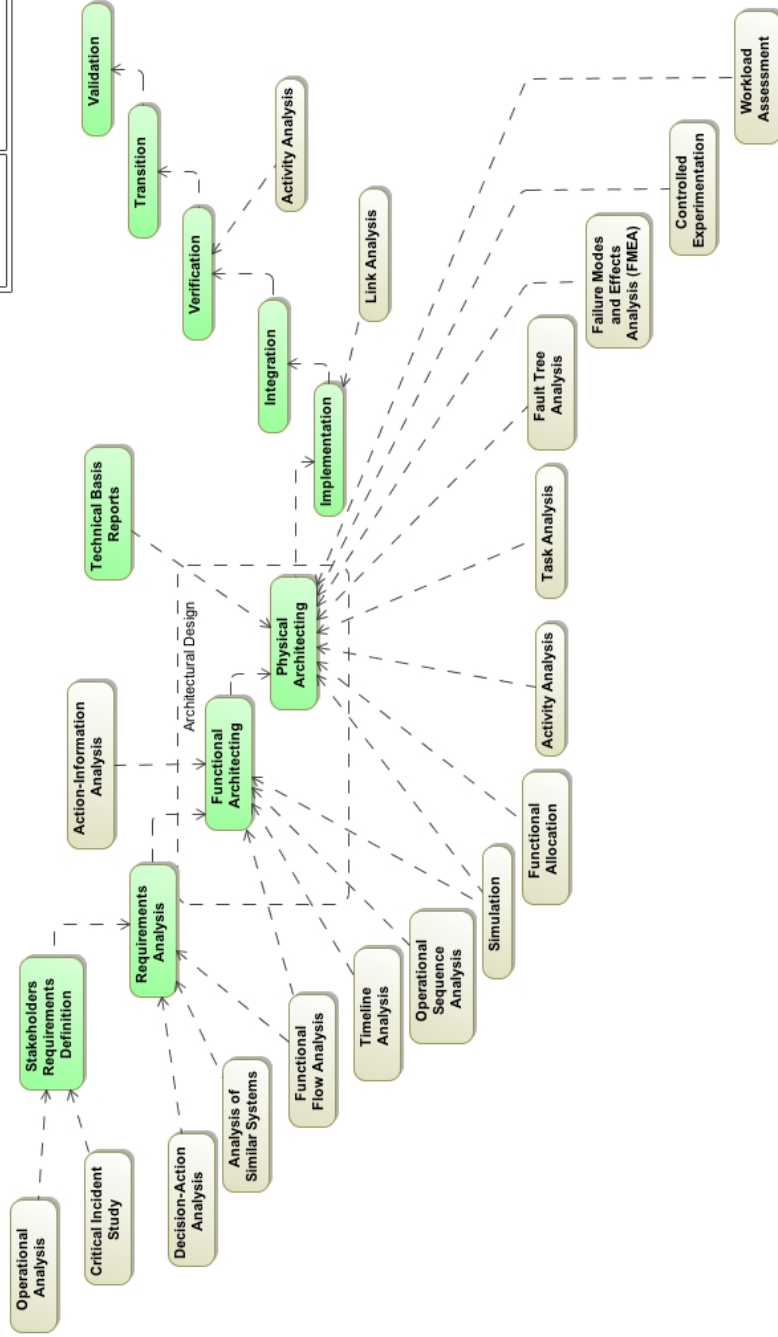 Operational
Analysis
Critical Incident
Study
Stakeholders
Requirements
Definition
Decision-Action
Analysis
Analysis of
Similar Systems
Requirements
Analysis
Functional
Flow Analysis
Timeline
Analysis
Operational
Sequence
Analysis
Simulation
Action-Information
Analysis
Functional
Architecting
Architectural Design
Physical
Architecting
Technical Basis
Reports
Functional
Allocation
Activity Analysis
Task Analysis
Fault Tree
Analysis
Failure Modes
and Effects
Analysis (FMEA)
Controlled
Experimentation
Workload
Assessment
Implementation
Link Analysis
Integration
Verification
Activity Analysis
Transition
Validation